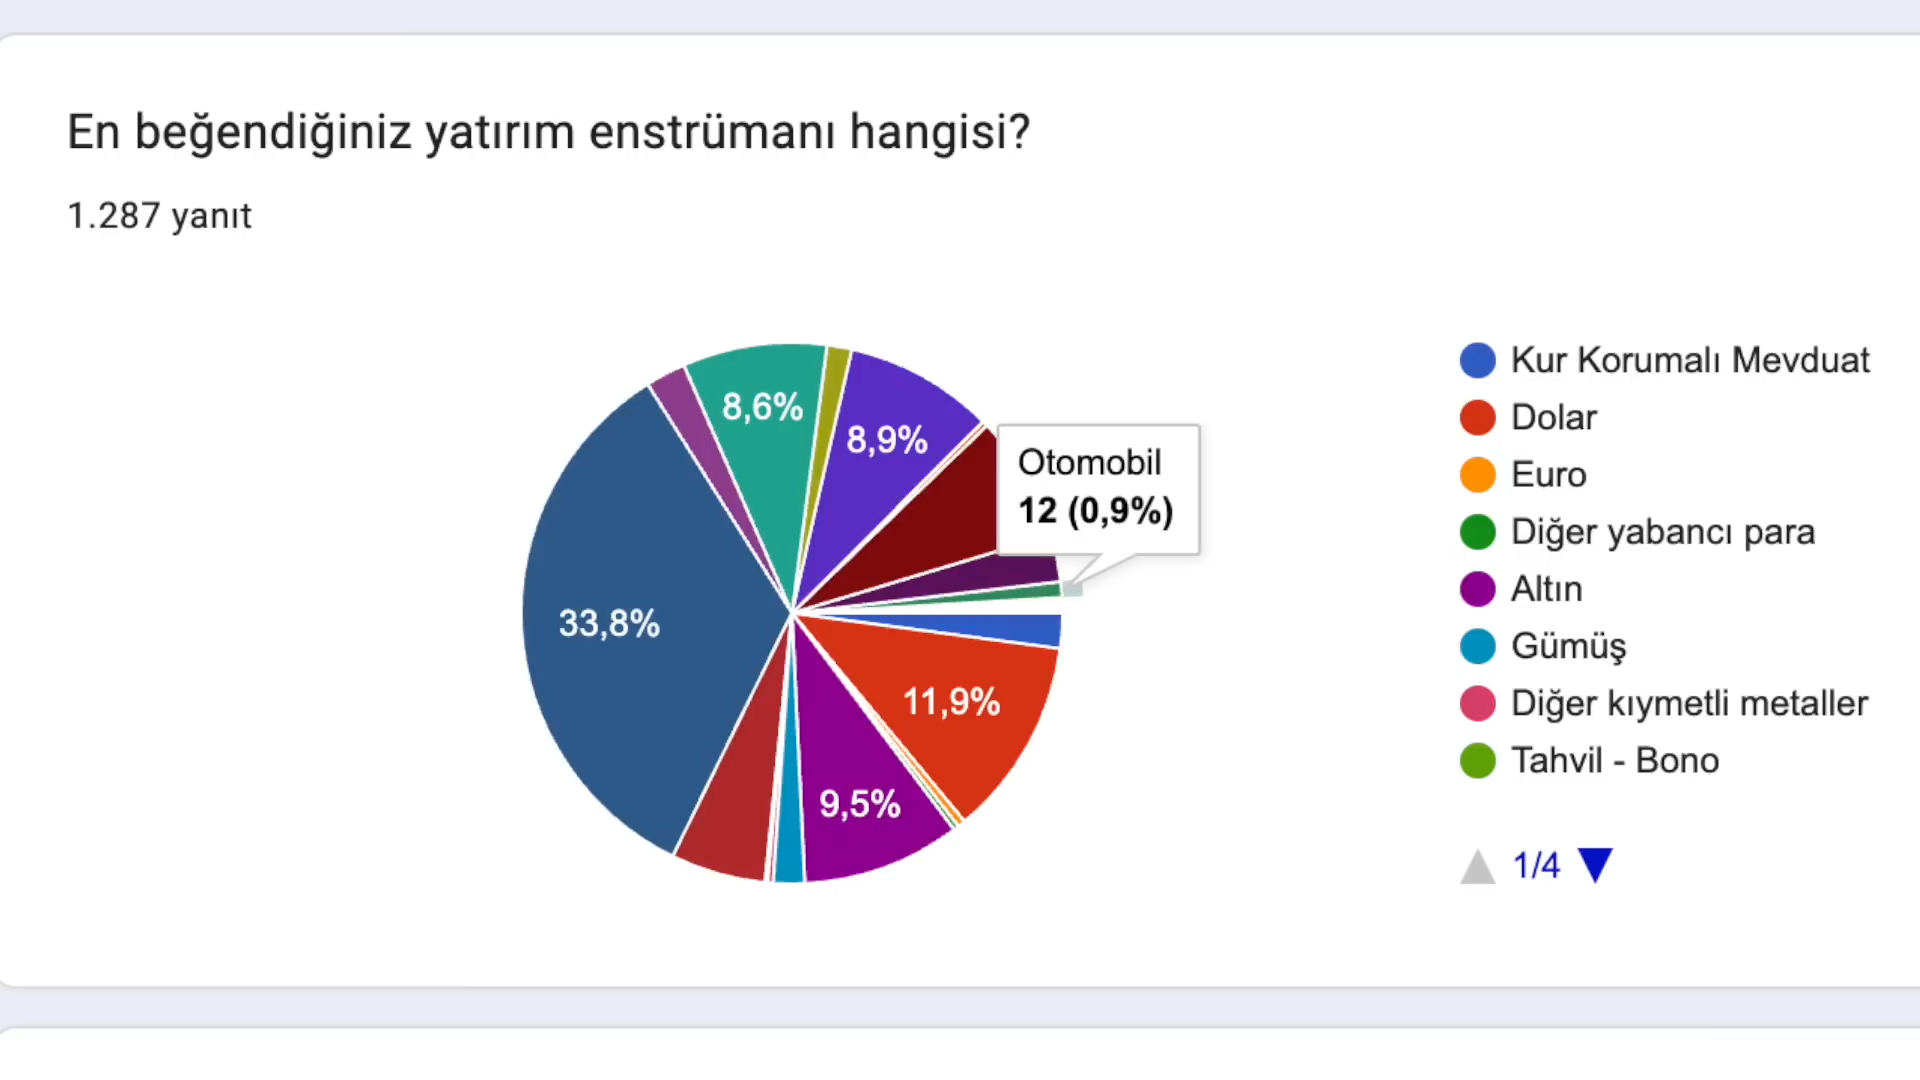 En beğendiğiniz yatırım enstrümanı hangisi?
1.287 yanıt
8,6%
8,9%
Otomobil
12 (0,9%)
33,8%
11,9%
9,5%
Kur Korumalı Mevduat
Dolar
Euro
Diğer yabancı para
Altın
Gümüş
Diğer kıymetli metaller
Tahvil - Bono
1/4